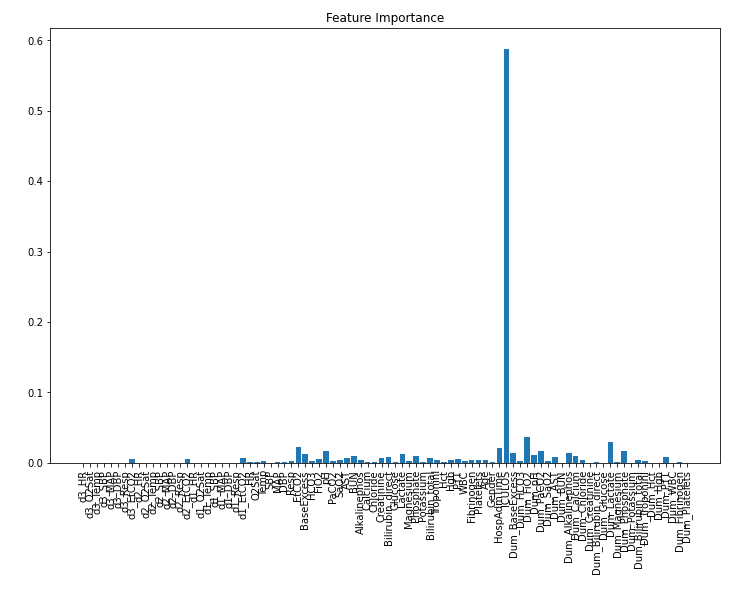 Feature Importance
0.6
0.5
0.4
0.3
0.2
0.1
0.0
d3_HR
d3_O2Sat
d3_Temp
d3_SBP
d3_MAP
d3_DBP
d3_Resp
d3_EtCO2
d2_HR
d2_O2Sat
d2_Temp
d2_SBP
d2_MAP
d2_DBP
d2_Resp
d2_EtCO2
d1_HR
d1_O2Sat
d1_Temp
d1_SBP
d1_MAP
d1_DBP
d1_Resp
d1_EtCO2
HR
O2Sat
Temp
SBP
MAP
DBP
Resp
EtCO2
BaseExcess
HCO3
FiO2
pH
PaCO2
SaO2
AST
BUN
Alkalinephos
Calcium
Chloride
Creatinine
Bilirubin_direct
Glucose
Lactate
Magnesium
Phosphate
Potassium
Bilirubin_total
TroponinI
Hct
Hgb
PTT
WBC
Fibrinogen
Platelets
Age
Gender
HospAdmTime
ICULOS
Dum_BaseExcess
Dum_HCO3
Dum_FiO2
Dum_pH
Dum_PaCO2
Dum_SaO2
Dum_AST
Dum_BUN
Dum_Alkalinephos
Dum_Calcium
Dum_Chloride
Dum_Creatinine
Dum_Bilirubin_direct
Dum_Glucose
Dum_Lactate
Dum_Magnesium
Dum_Phosphate
Dum_Potassium
Dum_Bilirubin_total
Dum_TroponinI
Dum_Hct
Dum_Hgb
Dum_PTT
Dum_WBC
Dum_Fibrinogen
Dum_Platelets